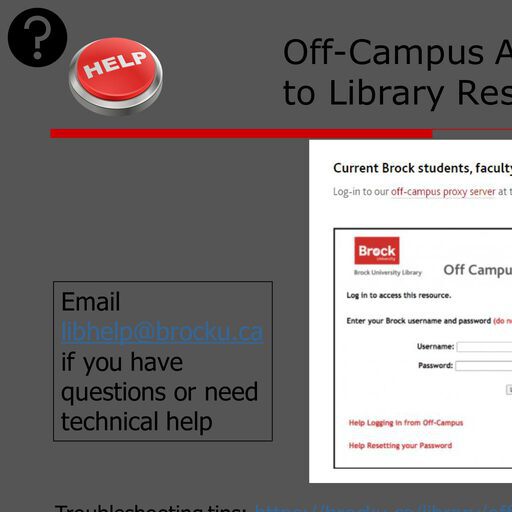 ?
HELP
Off-Campus A
to Library Res
Current Brock students, faculty
Log-in to our off-campus proxy server at t
Brock
University
Brock University Library
Off Campu
Log in to access this resource.
Enter your Brock username and password (do no
Username:
Password:
Help Logging in from Off-Campus
Help Resetting your Password
Email
libhelp@brocku.ca
if you have
questions or need
technical help